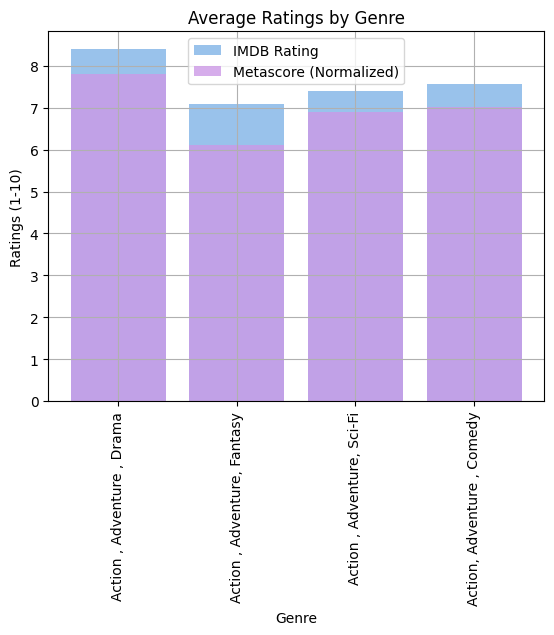 Average Ratings by Genre
IMDB Rating
Metascore (Normalized)
Ratings (1-10)
8
7
6
5
4
3
2
1
0
Action , Adventure , Drama
Action , Adventure, Fantasy
Action , Adventure, Sci-Fi
Action, Adventure , Comedy
Genre